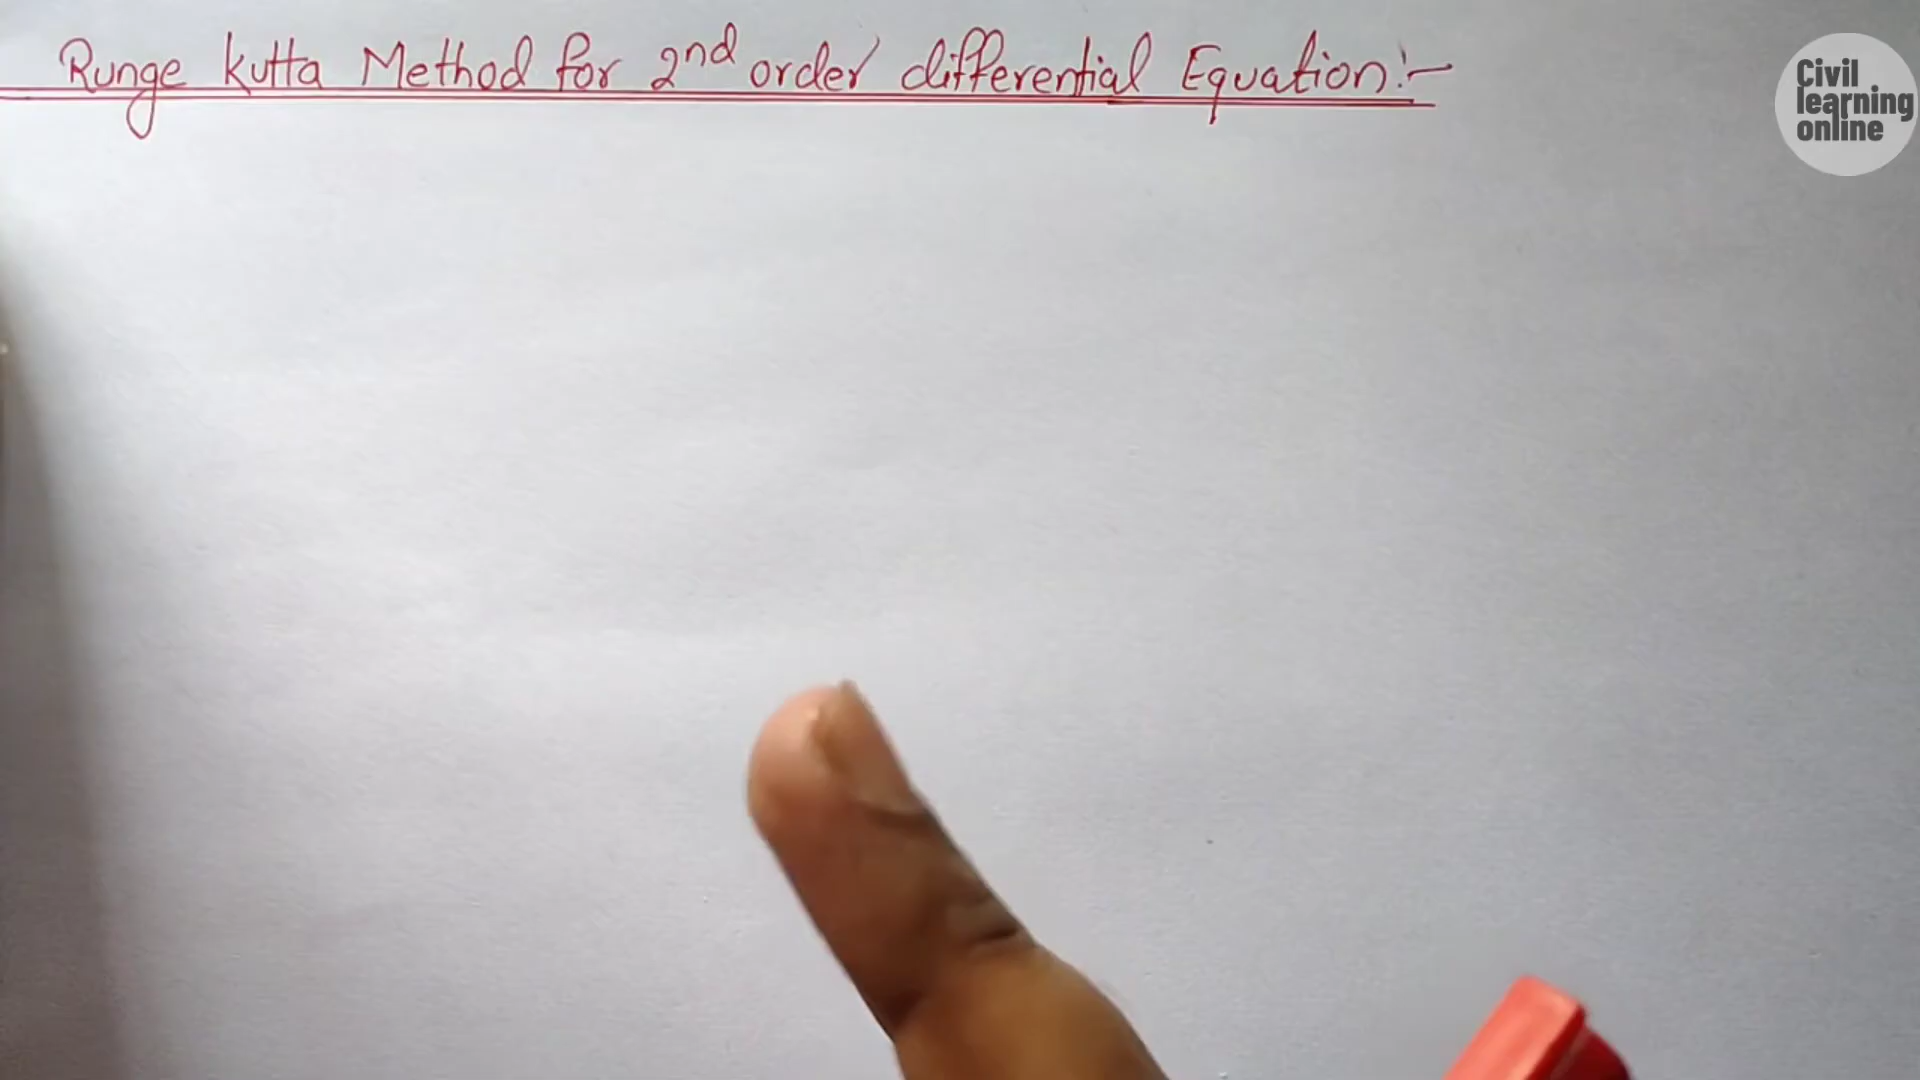 Runge kutta Method for 2nd order differential Equation:-
Civil
learning
online